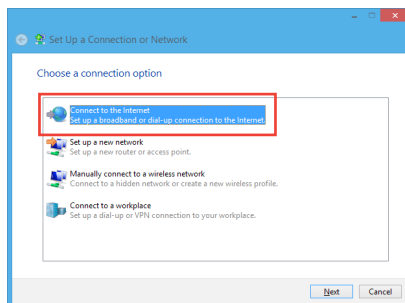 Set Up a Connection or Network
Choose a connection option
Connect to the Internet
Set up a broadband or dial-up connection to the Internet.
Set up a new network
Set up a new router or access point.
Manually connect to a wireless network
Connect to a hidden network or create a new wireless profile.
Connect to a workplace
Set up a dial-up or VPN connection to your workplace.
Next Cancel